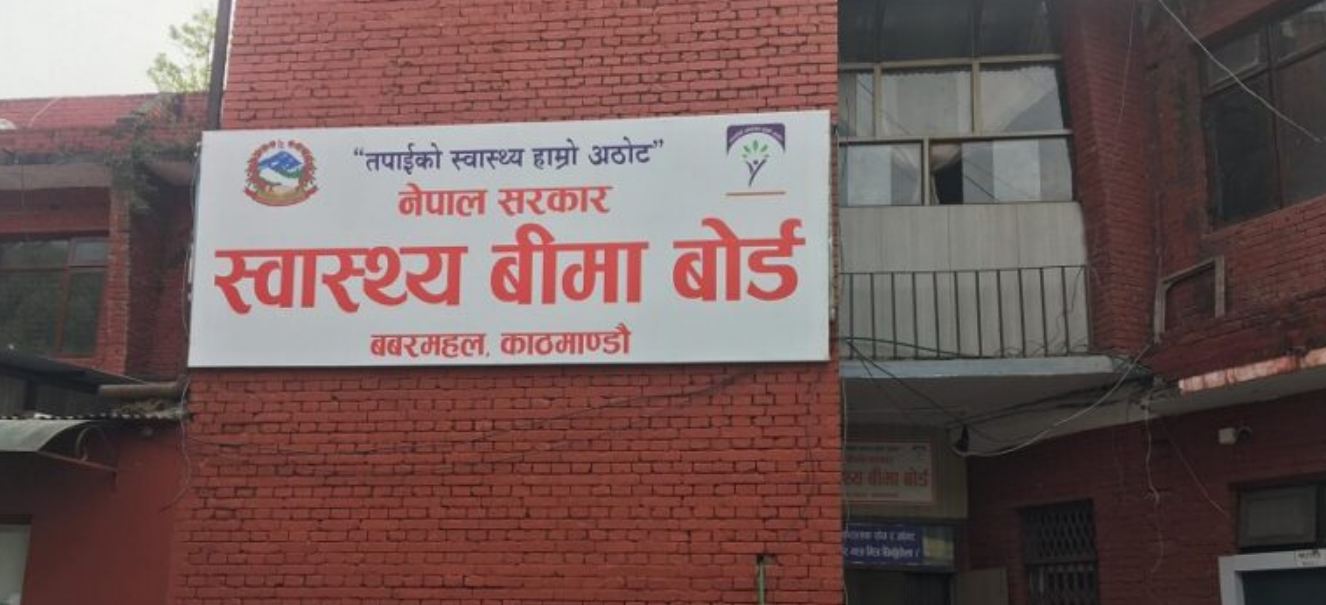 “तपाईको स्वास्थ्य हाम्रो अठोट”
नेपाल सरकार
स्वास्थ्य बीमा बोर्ड
बबरमहल, काठमाण्डौ
बीमा बोर्ड